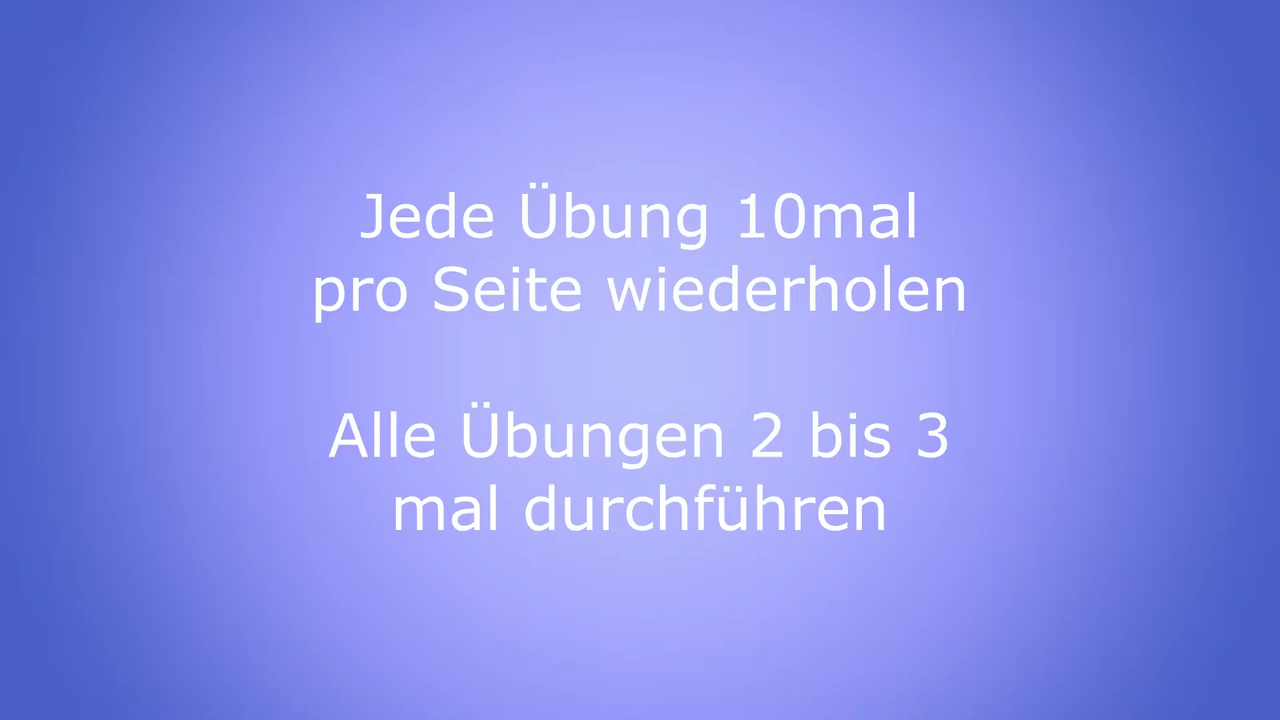 Jede Übung 10mal
pro Seite wiederholen
Alle Übungen 2 bis 3
mal durchführen